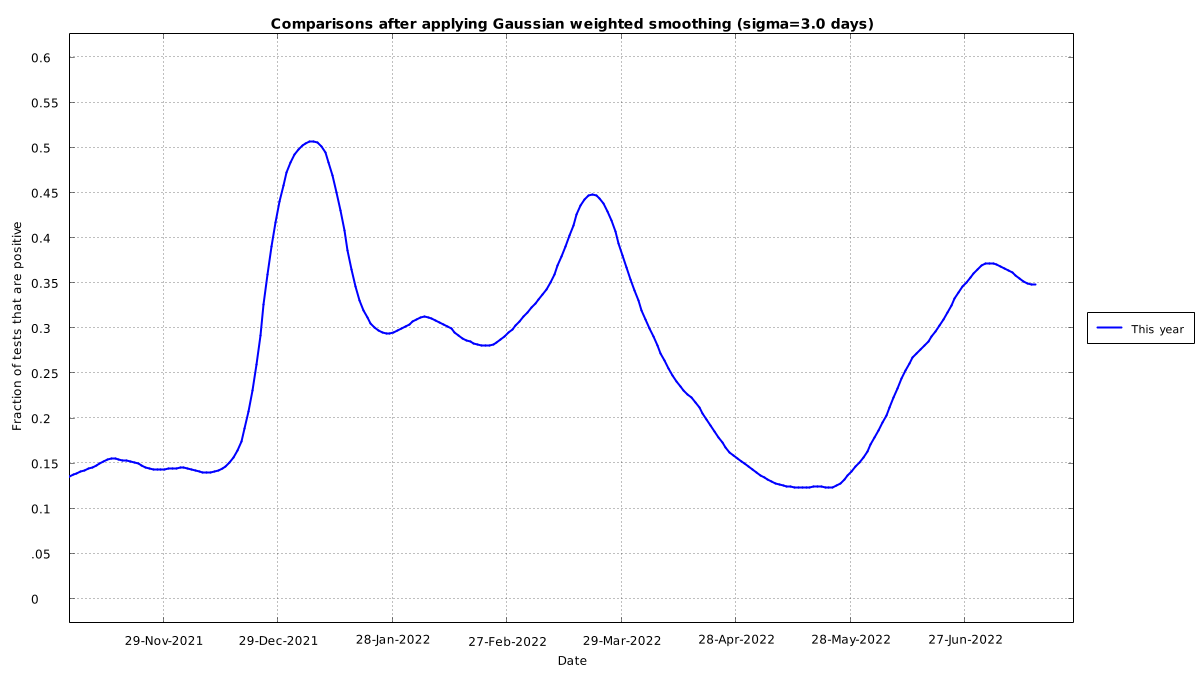 Comparisons after applying Gaussian weighted smoothing (sigma=3.0 days)
0.6
0.55
0.5
0.45
0.4
0.35
0.3
0.25
0.2
0.15
0.1
.05
0
Fraction of tests that are positive
29-Nov-2021 29-Dec-2021 28-Jan-2022 27-Feb-2022 29-Mar-2022 28-Apr-2022 28-May-2022 27-Jun-2022
Date
This year